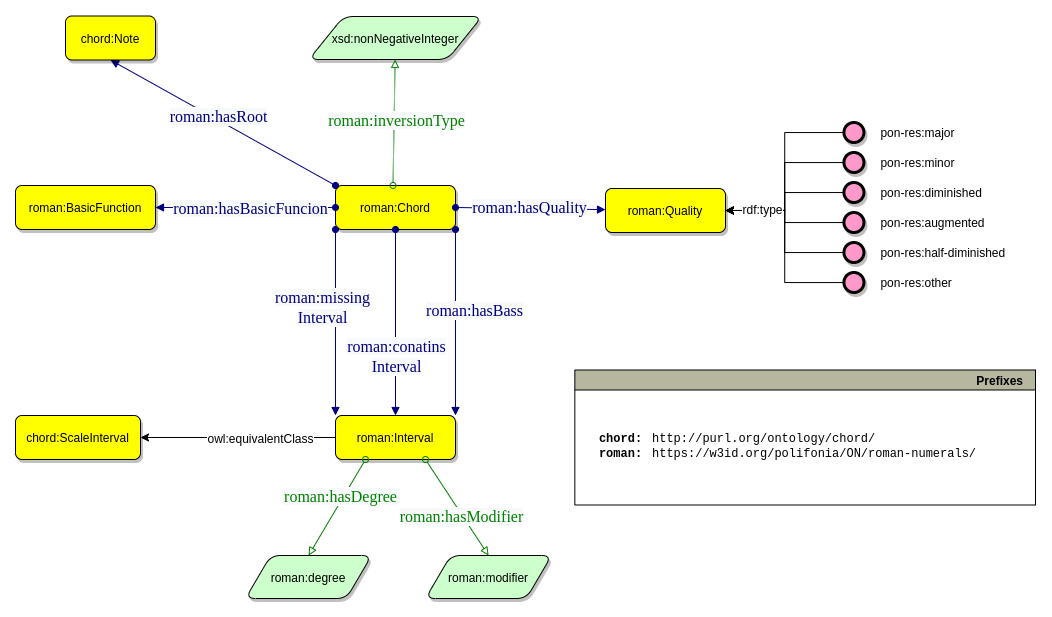 chord:Note
xsd:nonNegativeInteger
roman:hasRoot
roman:inversionType
pon-res:major
pon-res:minor
pon-res:diminished
roman:BasicFunction
roman:hasBasicFuncion
roman:Chord
roman:hasQuality
roman:Quality
rdf:type
pon-res:augmented
pon-res:half-diminished
pon-res:other
roman:missing
Interval
roman:hasBass
roman:conatins
Interval
Prefixes
chord:ScaleInterval
owl:equivalentClass
roman:Interval
chord: http://purl.org/ontology/chord/
roman: https://w3id.org/polifonia/ON/roman-numerals/
roman:hasDegree
roman:hasModifier
roman:degree
roman:modifier